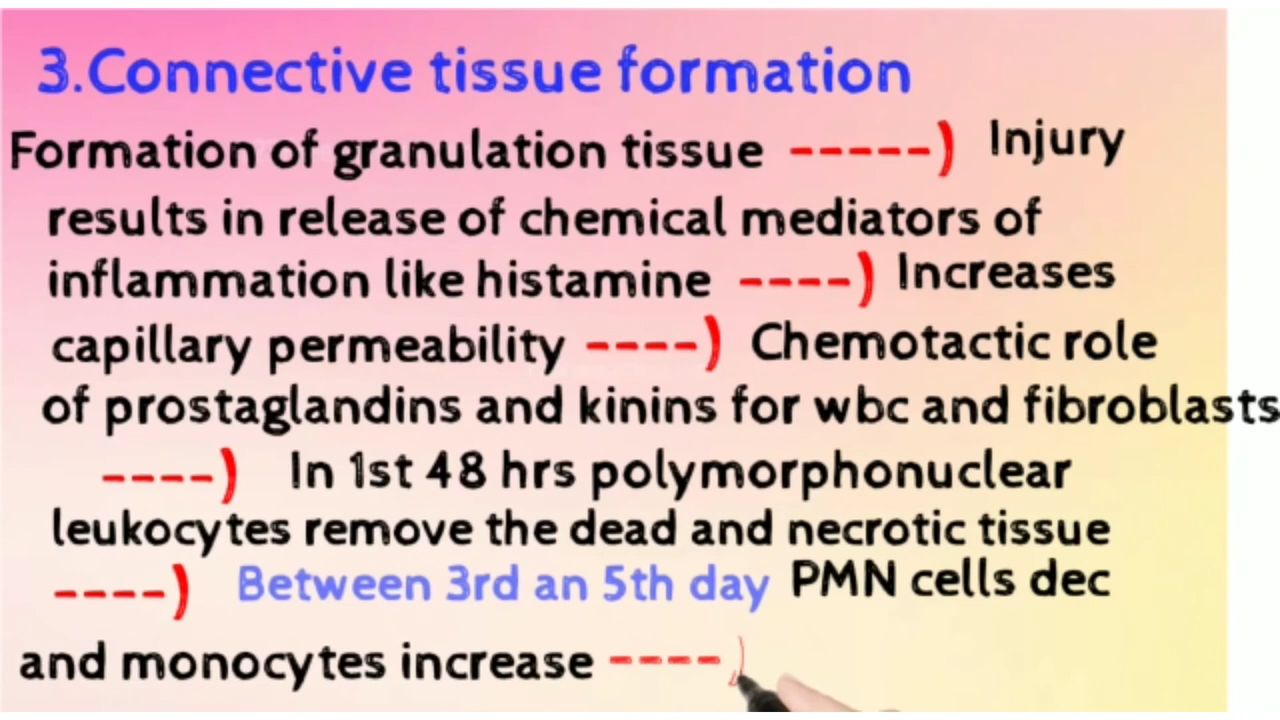 3.Connective tissue formation
Formation of granulation tissue -----) Injury
results in release of chemical mediators of
inflammation like histamine ----) Increases
capillary permeability ----) Chemotactic role
of prostaglandins and kinins for wbc and fibroblasts
----) In 1st 48 hrs polymorphonuclear
leukocytes remove the dead and necrotic tissue
----) Between 3rd an 5th day PMN cells dec
and monocytes increase ----)